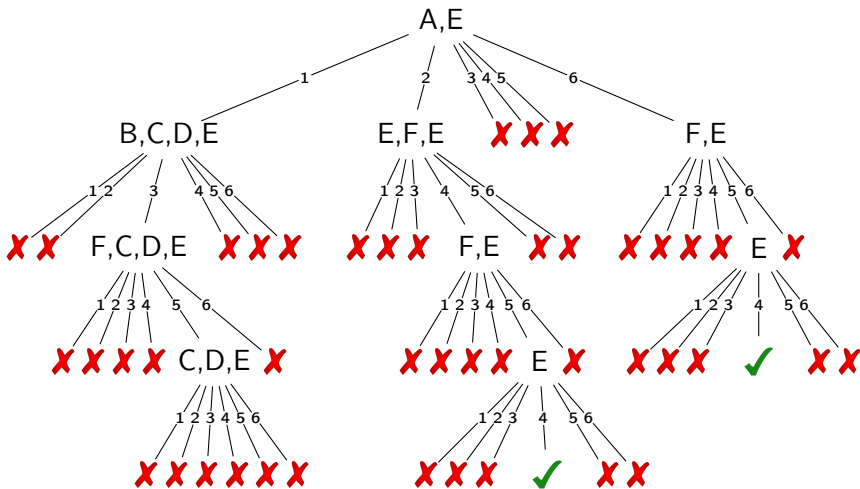 A,E
1 2 3 4 5 6
B,C,D,E E,F,E F,E
1 2 3 4 5 6 1 2 3 4 5 6 1 2 3 4 5 6
F,C,D,E F,E E
1 2 3 4 5 6 1 2 3 4 5 6 1 2 3 4 5 6
C,D,E E
1 2 3 4 5 6 1 2 3 4 5 6